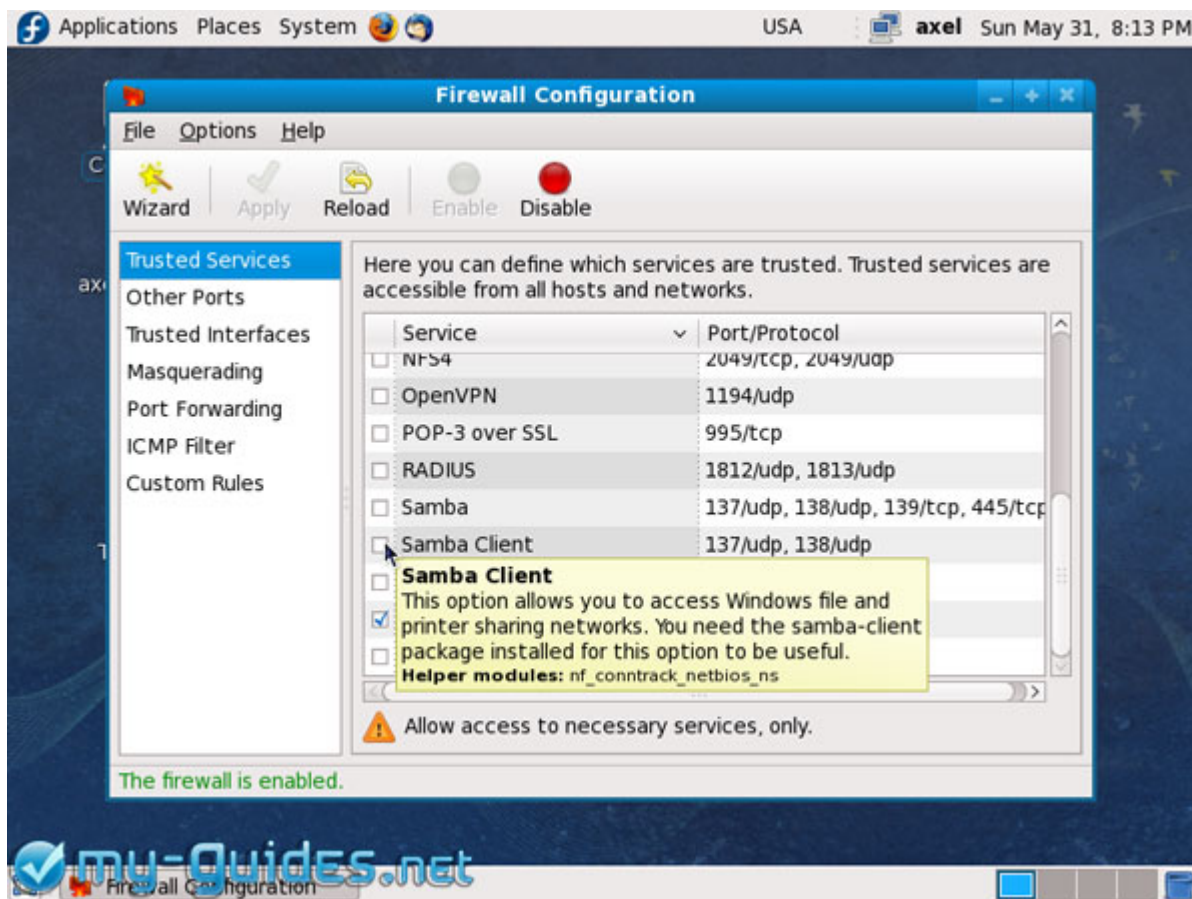 Applications Places System USA axel Sun May 31, 8:13 PM
Firewall Configuration
File Options Help
Wizard Apply Reload Enable Disable
Trusted Services
Other Ports
Trusted Interfaces
Masquerading
Port Forwarding
ICMP Filter
Custom Rules
Here you can define which services are trusted. Trusted services are
accessible from all hosts and networks.
Service Port/Protocol
NFS4 2049/tcp, 2049/udp
OpenVPN 1194/udp
POP-3 over SSL 995/tcp
RADIUS 1812/udp, 1813/udp
Samba 137/udp, 138/udp, 139/tcp, 445/tcp
Samba Client 137/udp, 138/udp
Samba Client
This option allows you to access Windows file and
printer sharing networks. You need the samba-client
package installed for this option to be useful.
Helper modules: nf_conntrack_netbios_ns
Allow access to necessary services, only.
The firewall is enabled.
my-guides.net
Firewall Configuration